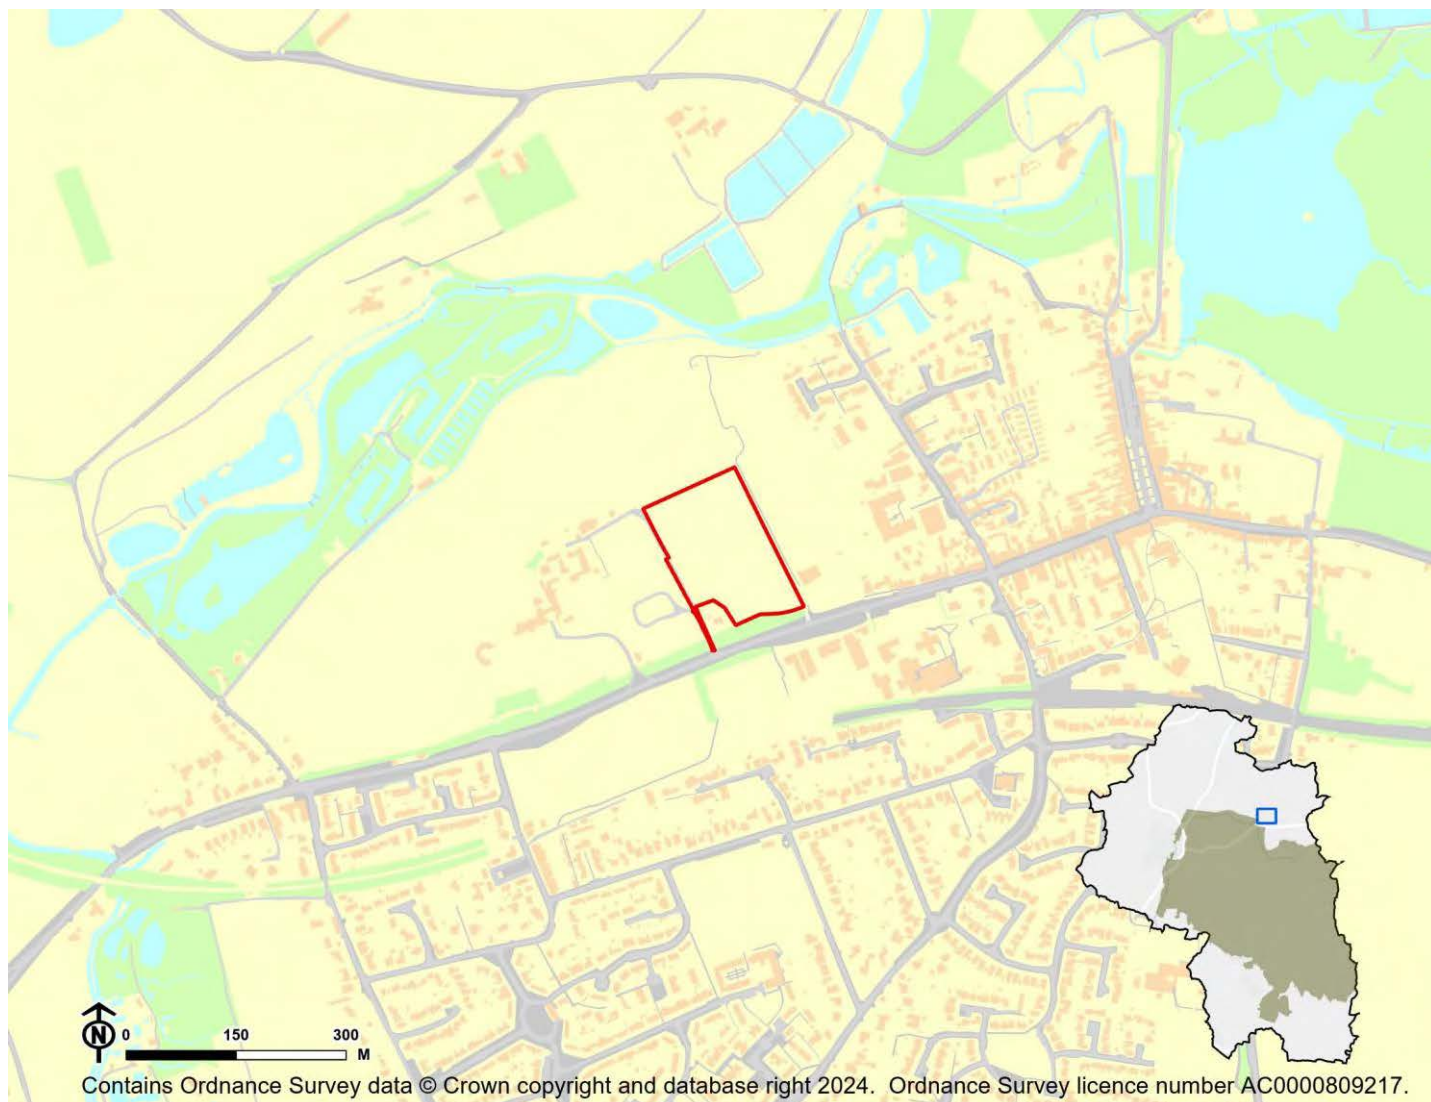 N 0 150 300
M
Contains Ordnance Survey data © Crown copyright and database right 2024. Ordnance Survey licence number AC0000809217.